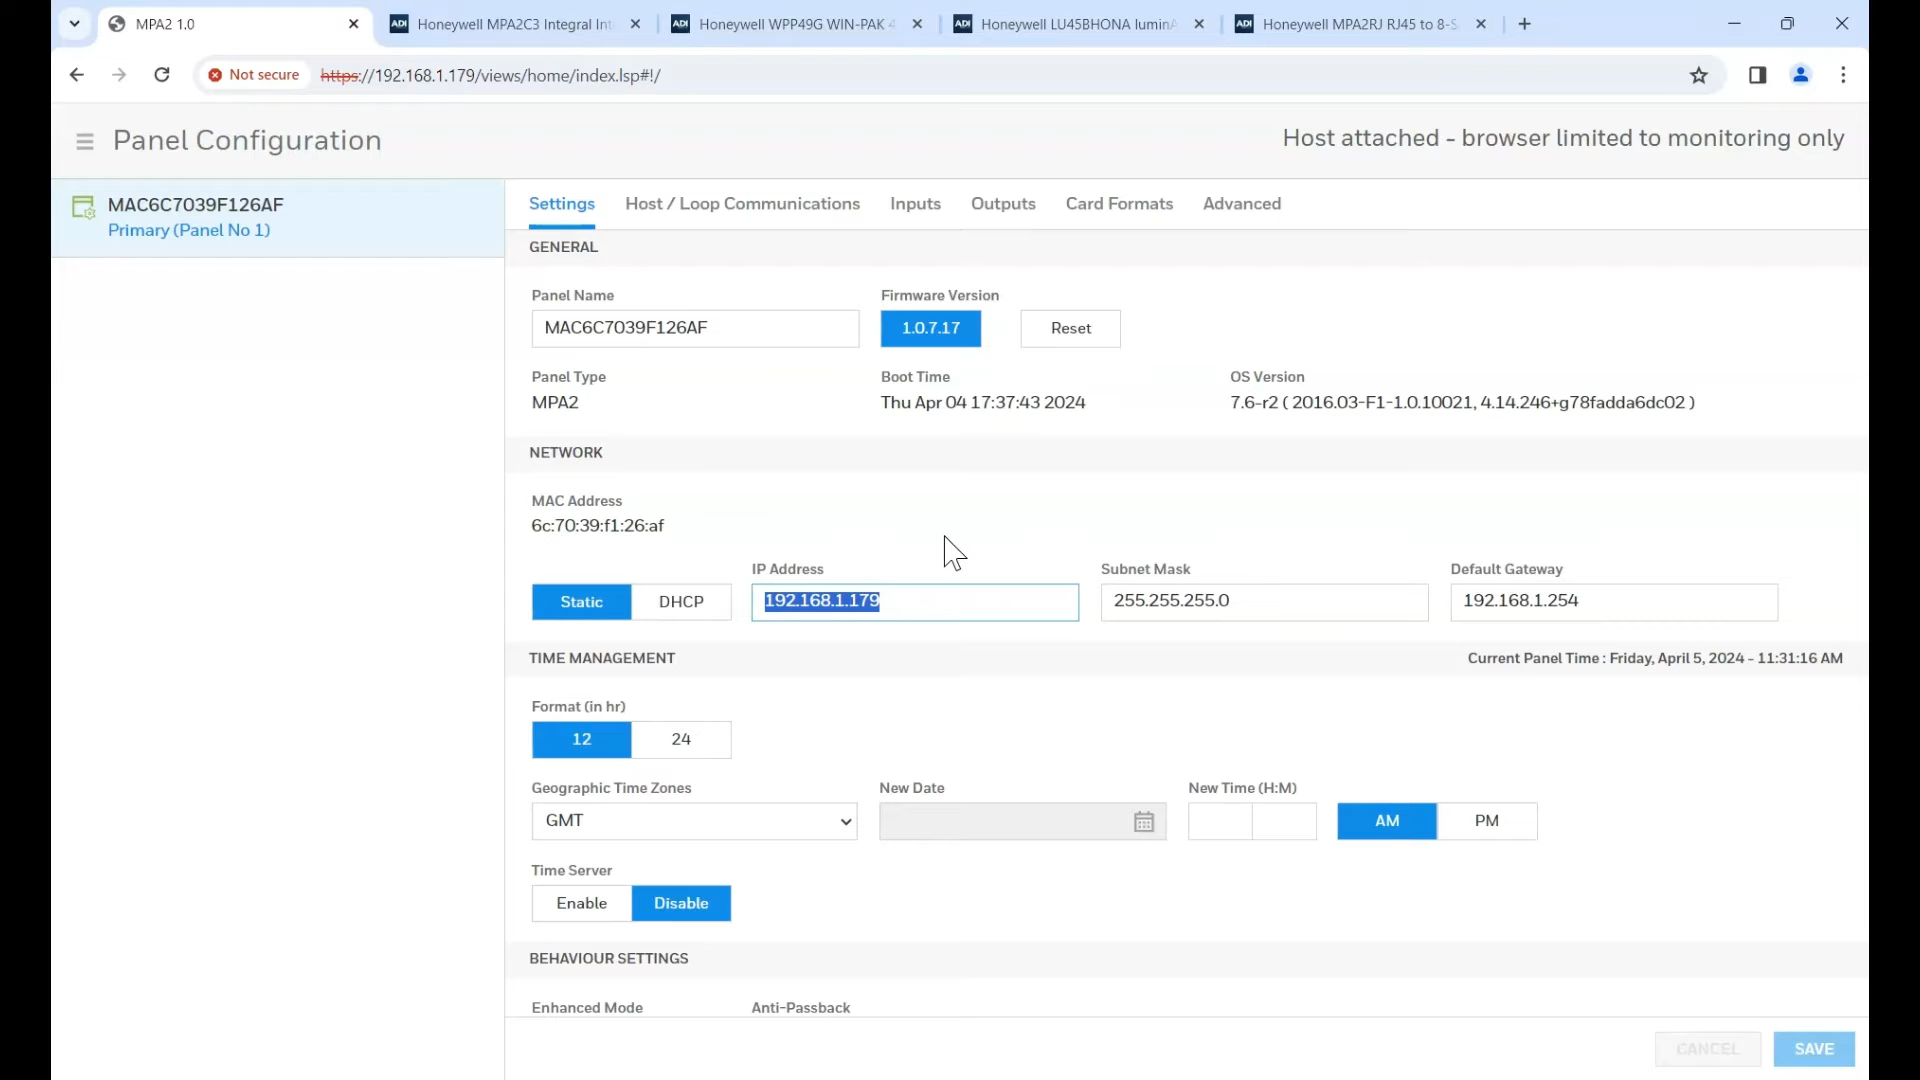 MPA2 1.0
Honeywell MPA2C3 Integral Int
Honeywell WPP49G WIN-PAK 4
Honeywell LU45BHONA luminA
Honeywell MPA2RJ RJ45 to 8-S
Not secure
https://192.168.1.179/views/home/index.lsp#!/
Panel Configuration
Host attached - browser limited to monitoring only
MAC6C7039F126AF
Primary (Panel No 1)
Settings
Host / Loop Communications
Inputs
Outputs
Card Formats
Advanced
GENERAL
Panel Name
Firmware Version
MAC6C7039F126AF
1.0.7.17
Reset
Panel Type
Boot Time
OS Version
MPA2
Thu Apr 04 17:37:43 2024
7.6-r2 ( 2016.03-F1-1.0.10021, 4.14.246+g78fadda6dc02 )
NETWORK
MAC Address
6c:70:39:f1:26:af
IP Address
Subnet Mask
Default Gateway
Static
DHCP
192.168.1.179
255.255.255.0
192.168.1.254
TIME MANAGEMENT
Current Panel Time : Friday, April 5, 2024 - 11:31:16 AM
Format (in hr)
12
24
Geographic Time Zones
New Date
New Time (H:M)
GMT
AM
PM
Time Server
Enable
Disable
BEHAVIOUR SETTINGS
Enhanced Mode
Anti-Passback
CANCEL
SAVE